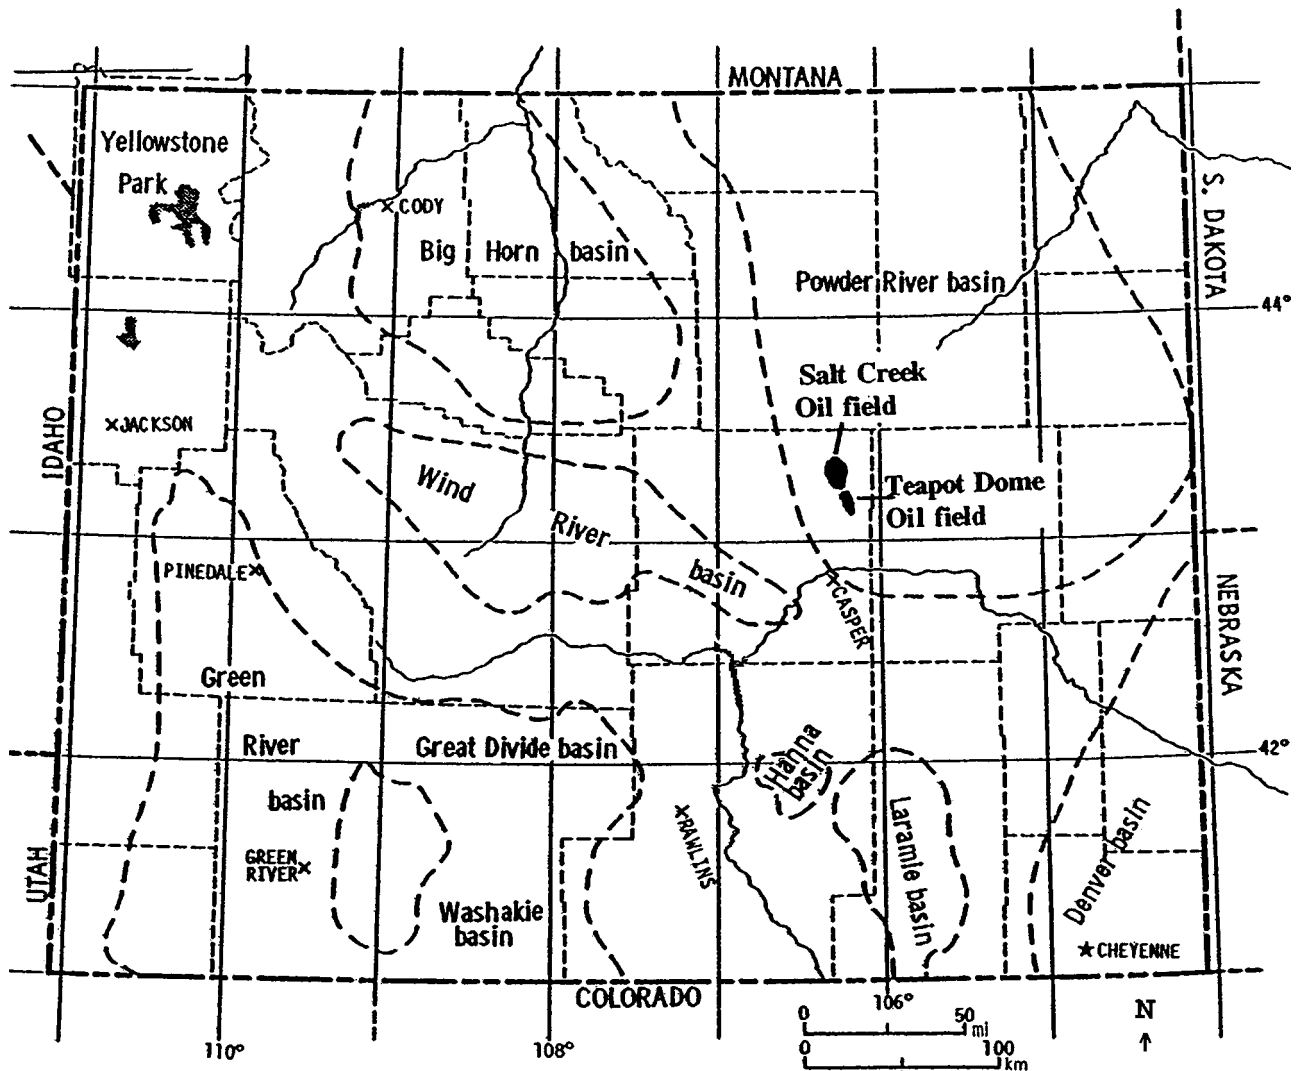 MONTANA
Yellowstone
Park
CODY
Big Horn basin
Powder River basin
S. DAKOTA
44°
Salt Creek
Oil field
JACKSON
IDAHO
Wind
River
basin
Teapot Dome
Oil field
PINEDALE
CASPER
NEBRASKA
Green
River
basin
Great Divide basin
Hanna
basin
42°
RAWLINS
Laramie basin
Denver basin
GREEN
RIVER
UTAH
Washakie
basin
CHEYENNE
COLORADO
106°
N
0 50
mi
0 100
km
110°
108°